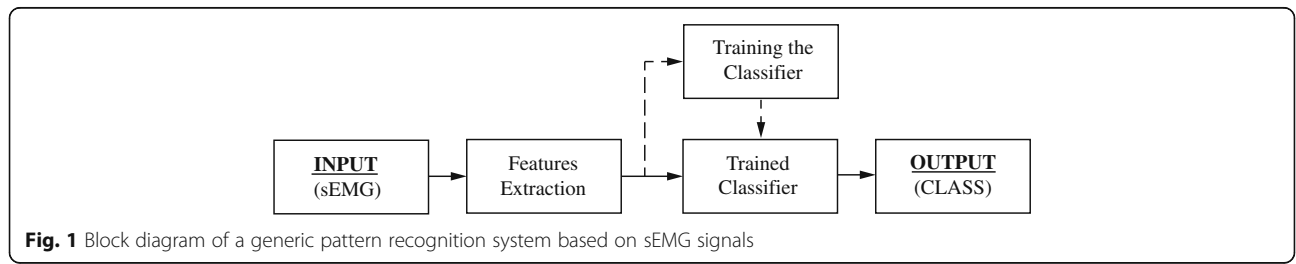 Training the
Classifier
INPUT
(sEMG)
Features
Extraction
Trained
Classifier
OUTPUT
(CLASS)
Fig. 1 Block diagram of a generic pattern recognition system based on sEMG signals